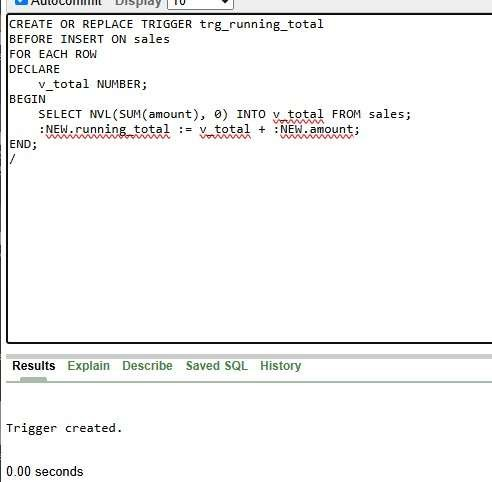 Autocommit Display 10
CREATE OR REPLACE TRIGGER trg_running_total
BEFORE INSERT ON sales
FOR EACH ROW
DECLARE
    v_total NUMBER;
BEGIN
    SELECT NVL(SUM(amount), 0) INTO v_total FROM sales;
    :NEW.running_total := v_total + :NEW.amount;
END;
/
Results Explain Describe Saved SQL History
Trigger created.
0.00 seconds